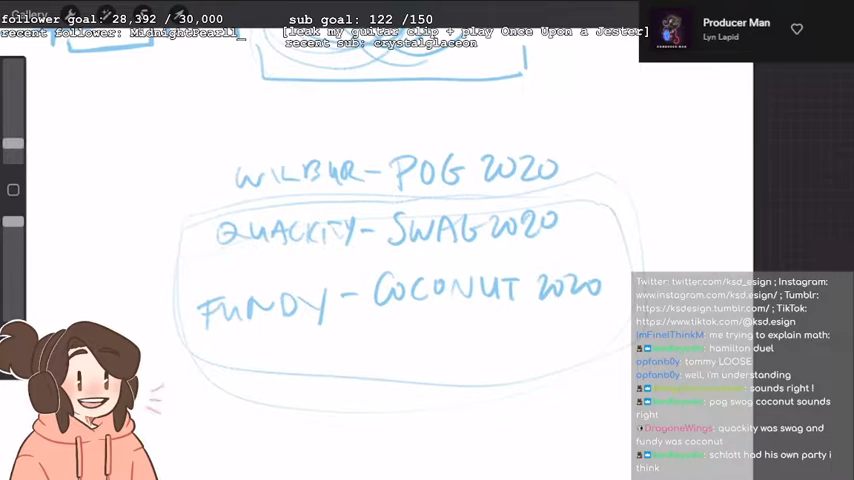 Gallery
follower goal: 28,392 / 30,000
sub goal: 122 /150
recent follower: MidnightPearll_
[leak my guitar clip + play Once Upon a Jester]
recent sub: crystalglaceon
Producer Man
Lyn Lapid
WILBUR - POG 2020
QUACKITY - SWAG 2020
FUNDY - COCONUT 2020
Twitter: twitter.com/ksd_esign ; Instagram:
www.instagram.com/ksd.esign/ ; Tumblr:
https://ksdesign.tumblr.com/ ; TikTok:
https://www.tiktok.com/@ksd.esign
ImFineIThinkM: me trying to explain math:
hamilton duel
opfanb0y: tommy LOOSE
opfanb0y: well, i'm understanding
sounds right !
pog swag coconut sounds
right
DragoneWings: quackity was swag and
fundy was coconut
schlatt had his own party i
think